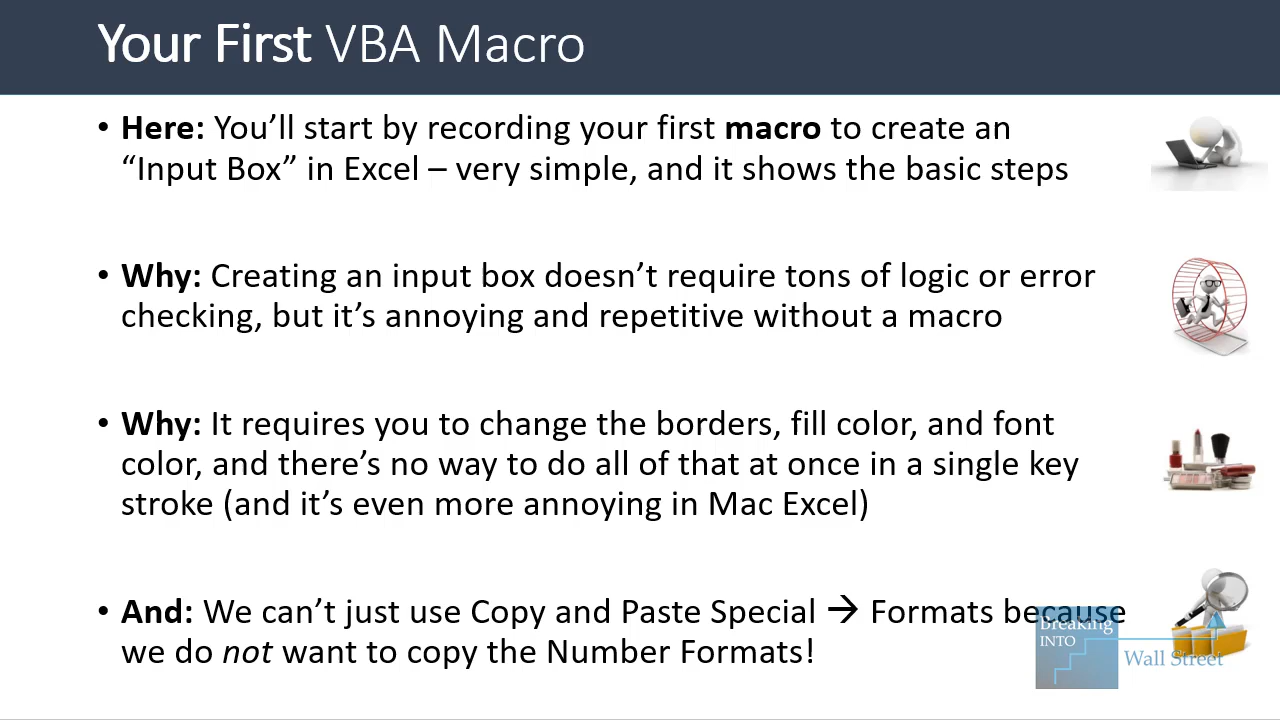 Your First VBA Macro
• Here: You’ll start by recording your first macro to create an
“Input Box” in Excel – very simple, and it shows the basic steps
• Why: Creating an input box doesn’t require tons of logic or error
checking, but it’s annoying and repetitive without a macro
• Why: It requires you to change the borders, fill color, and font
color, and there’s no way to do all of that at once in a single key
stroke (and it’s even more annoying in Mac Excel)
• And: We can’t just use Copy and Paste Special → Formats because
we do not want to copy the Number Formats!
Breaking
INTO
Wall Street